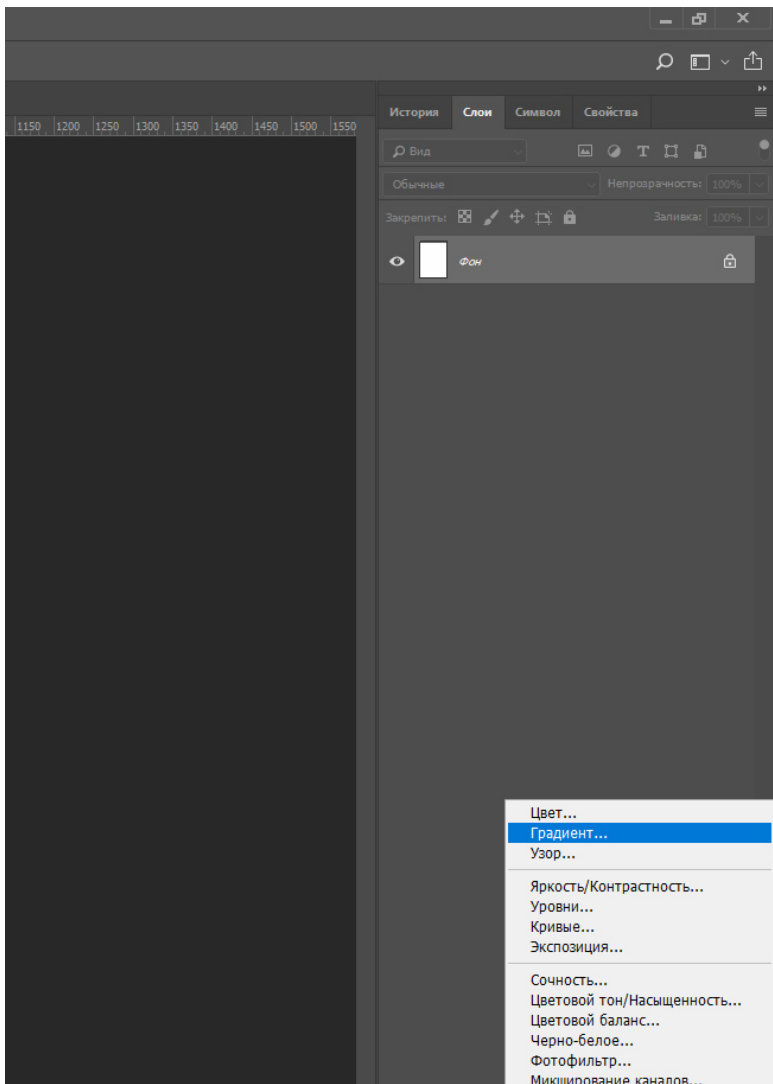 История Слои Символ Свойства
1150 1200 1250 1300 1350 1400 1450 1500 1550
Вид
Обычные Непрозрачность: 100%
Закрепить: Заливка: 100%
Фон
Цвет...
Градиент...
Узор...
Яркость/Контрастность...
Уровни...
Кривые...
Экспозиция...
Сочность...
Цветовой тон/Насыщенность...
Цветовой баланс...
Черно-белое...
Фотофильтр...
Микширование каналов...